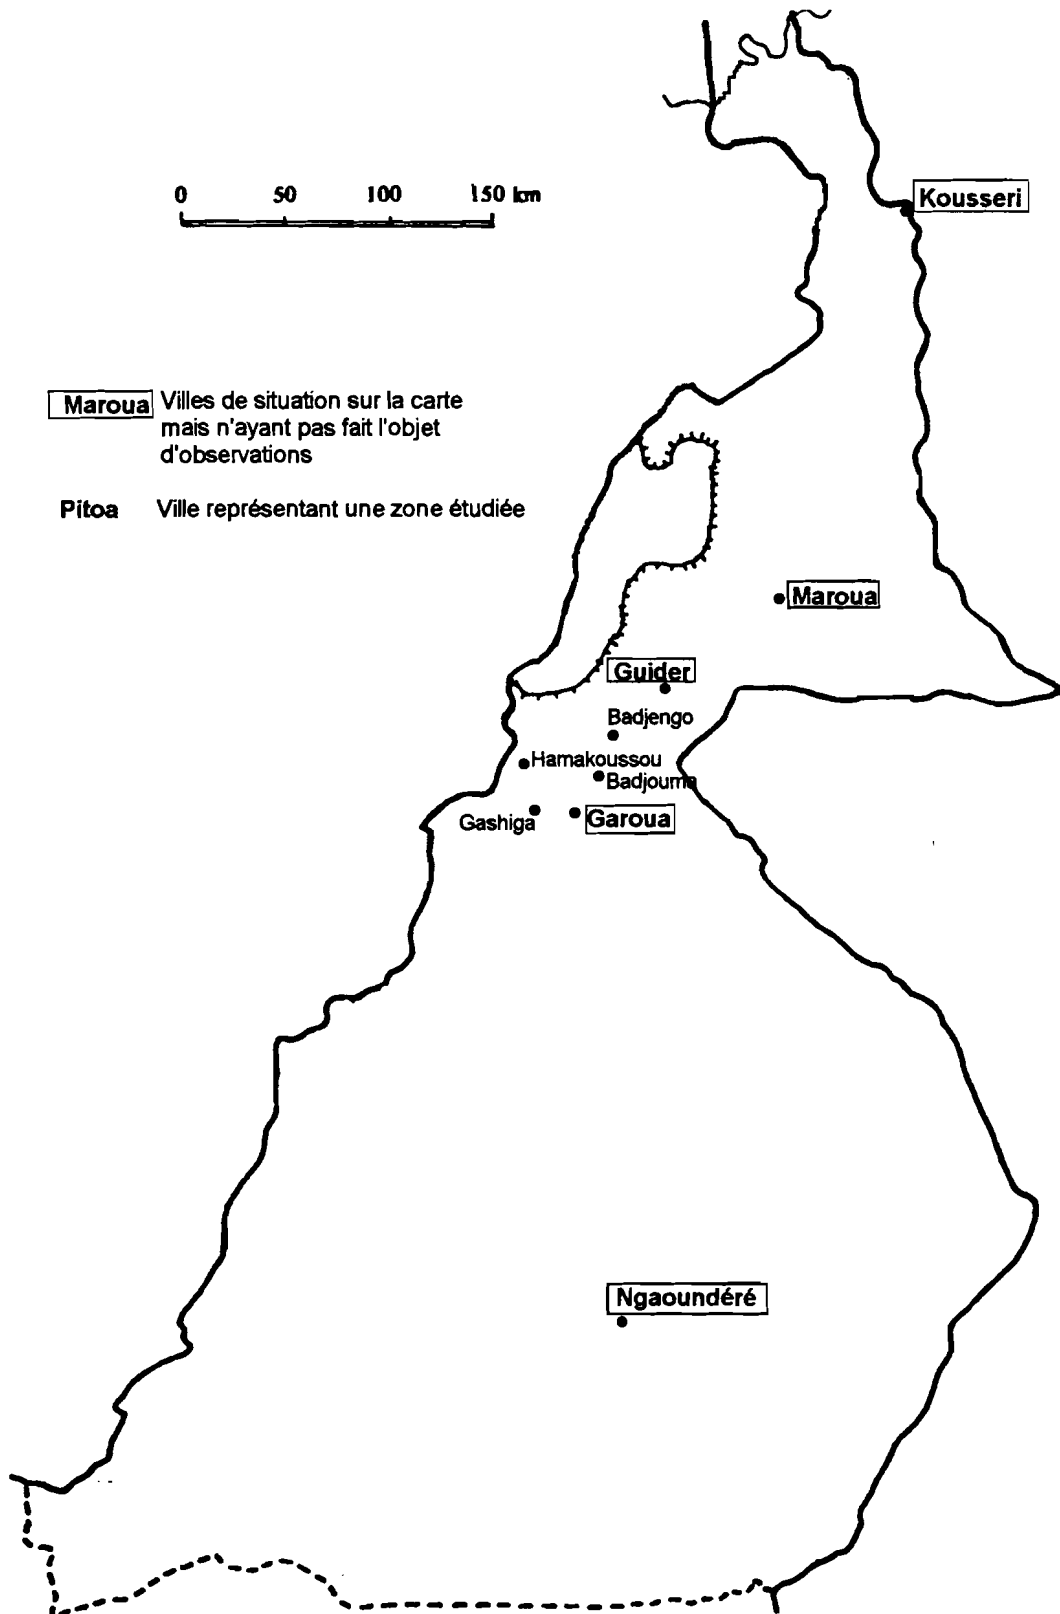 0 50 100 150 km
Kousseri
Maroua Villes de situation sur la carte
mais n'ayant pas fait l'objet
d'observations
Pitoa Ville représentant une zone étudiée
Maroua
Guider
Badjengo
Hamakoussou
Badjouma
Gashiga
Garoua
Ngaoundéré